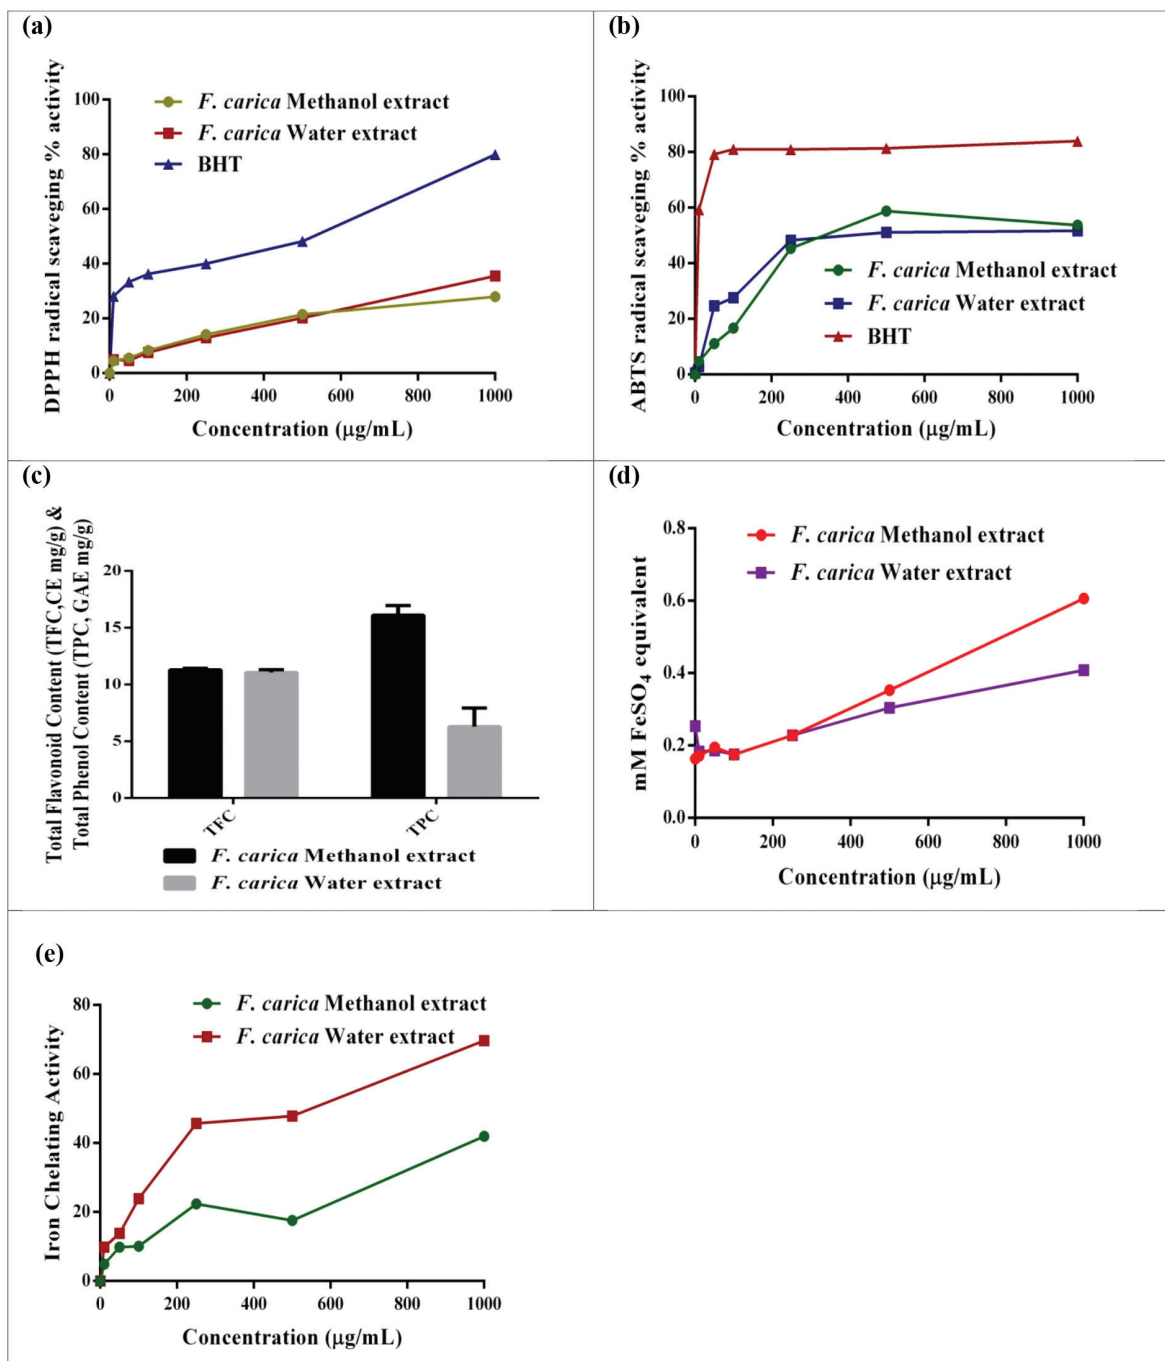 (a)
DPPH radical scaveging % activity
100
80
60
40
20
0
F. carica Methanol extract
F. carica Water extract
BHT
0 200 400 600 800 1000
Concentration (µg/mL)
(b)
ABTS radical scaveging % activity
100
80
60
40
20
0
F. carica Methanol extract
F. carica Water extract
BHT
0 200 400 600 800 1000
Concentration (µg/mL)
(c)
Total Flavonoid Content (TFC,CE mg/g) &
Total Phenol Content (TPC, GAE mg/g)
20
15
10
5
0
TFC TPC
F. carica Methanol extract
F. carica Water extract
(d)
mM FeSO4 equivalent
0.8
0.6
0.4
0.2
0.0
F. carica Methanol extract
F. carica Water extract
0 200 400 600 800 1000
Concentration (µg/mL)
(e)
Iron Chelating Activity
80
60
40
20
0
F. carica Methanol extract
F. carica Water extract
0 200 400 600 800 1000
Concentration (µg/mL)